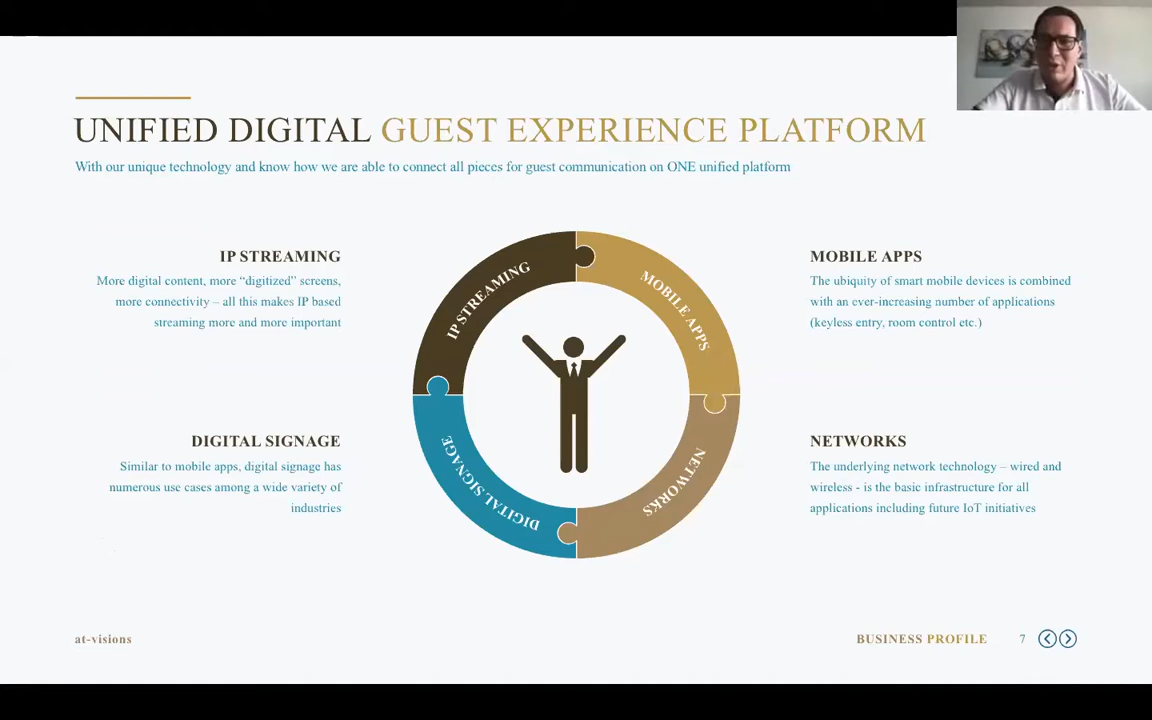 UNIFIED DIGITAL GUEST EXPERIENCE PLATFORM
With our unique technology and know how we are able to connect all pieces for guest communication on ONE unified platform
IP STREAMING
More digital content, more “digitized” screens,
more connectivity – all this makes IP based
streaming more and more important
DIGITAL SIGNAGE
Similar to mobile apps, digital signage has
numerous use cases among a wide variety of
industries
IP STREAMING
MOBILE APPS
DIGITAL SIGNAGE
NETWORKS
MOBILE APPS
The ubiquity of smart mobile devices is combined
with an ever-increasing number of applications
(keyless entry, room control etc.)
NETWORKS
The underlying network technology – wired and
wireless - is the basic infrastructure for all
applications including future IoT initiatives
at-visions
BUSINESS PROFILE 7